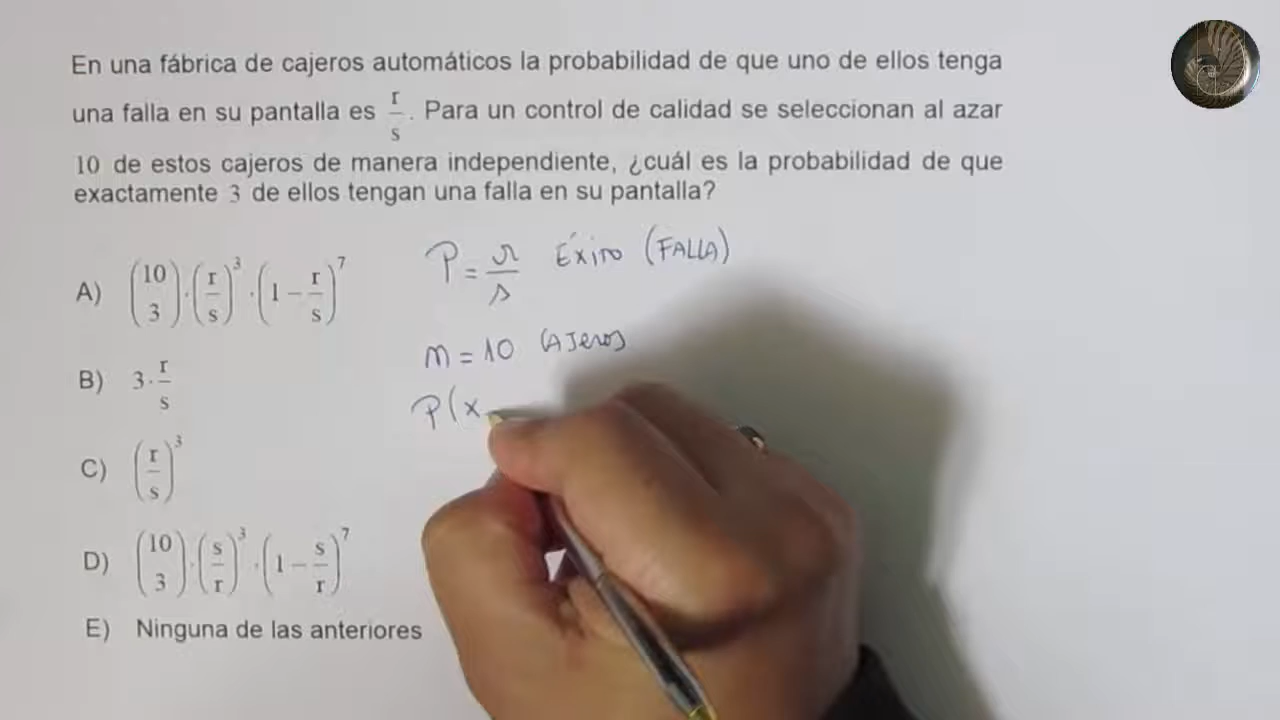 En una fábrica de cajeros automáticos la probabilidad de que uno de ellos tenga
una falla en su pantalla es r/s. Para un control de calidad se seleccionan al azar
10 de estos cajeros de manera independiente, ¿cuál es la probabilidad de que
exactamente 3 de ellos tengan una falla en su pantalla?
A) (10 3)·(r/s)^3·(1−r/s)^7
B) 3·r/s
C) (r/s)^3
D) (10 3)·(s/r)^3·(1−s/r)^7
E) Ninguna de las anteriores
P = r/s ÉXITO (FALLA)
n = 10 CAJEROS
P(x